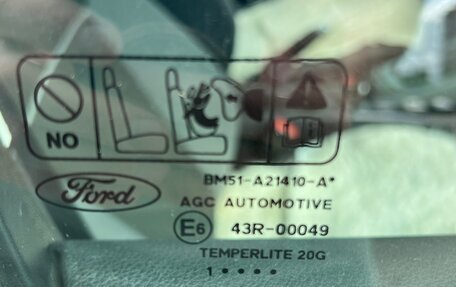 NO
Ford
BM51-A21410-A*
AGC AUTOMOTIVE
E6 43R-00049
TEMPERLITE 20G
1 • • • •